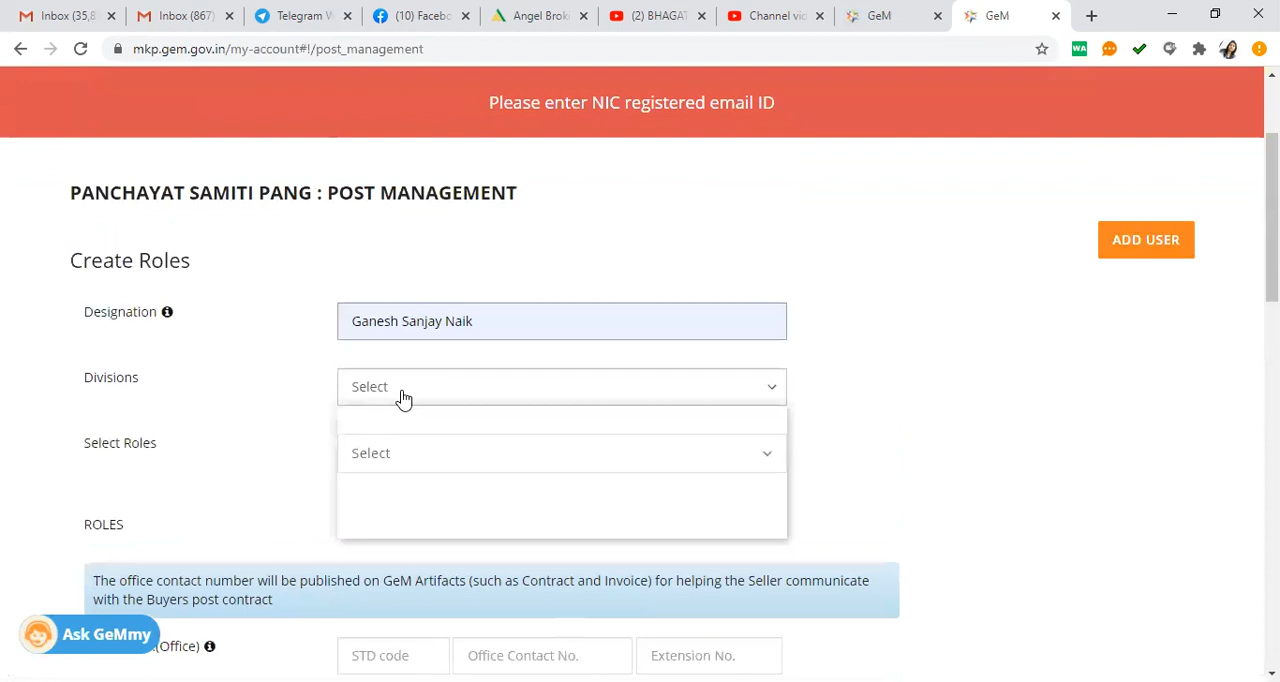 Inbox (35,8
Inbox (867)
Telegram W
(10) Facebo
Angel Brok
(2) BHAGAT
Channel vid
GeM
GeM
mkp.gem.gov.in/my-account#!/post_management
WA
Please enter NIC registered email ID
PANCHAYAT SAMITI PANG : POST MANAGEMENT
ADD USER
Create Roles
Designation
Ganesh Sanjay Naik
Divisions
Select
Select Roles
Select
ROLES
The office contact number will be published on GeM Artifacts (such as Contract and Invoice) for helping the Seller communicate
with the Buyers post contract
Ask GeMmy
(Office)
STD code
Office Contact No.
Extension No.